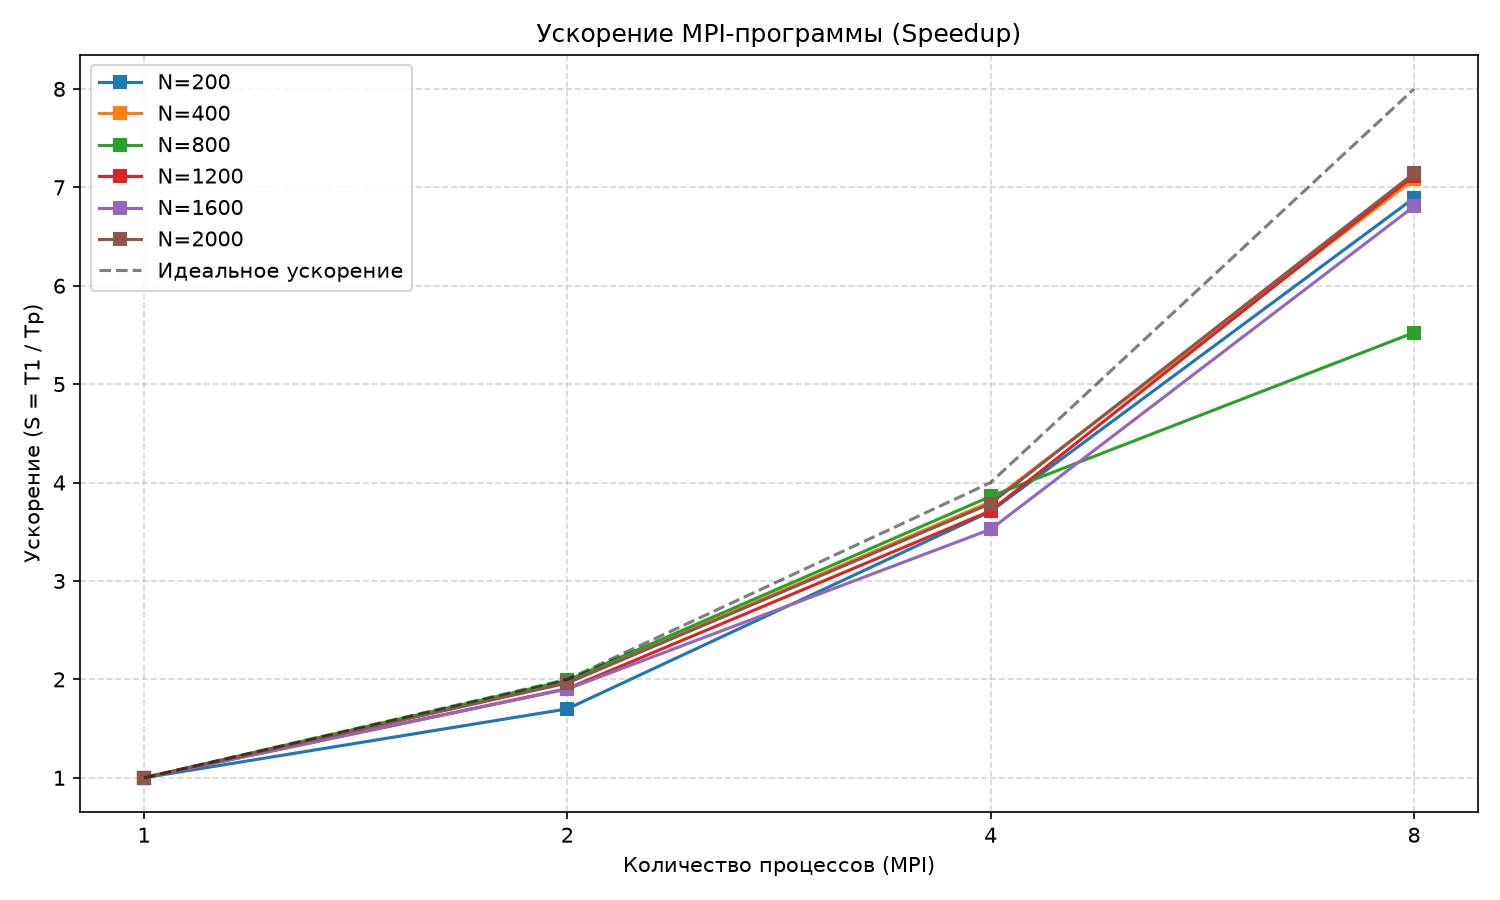 Ускорение MPI-программы (Speedup)
N=200
N=400
N=800
N=1200
N=1600
N=2000
Идеальное ускорение
Ускорение (S = T1 / Tp)
8
7
6
5
4
3
2
1
1 2 4 8
Количество процессов (MPI)